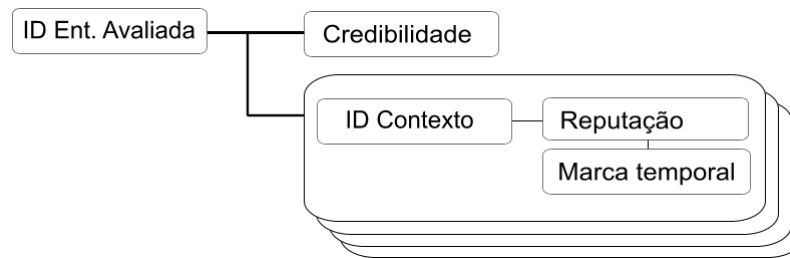 ID Ent. Avaliada
Credibilidade
ID Contexto
Reputação
Marca temporal